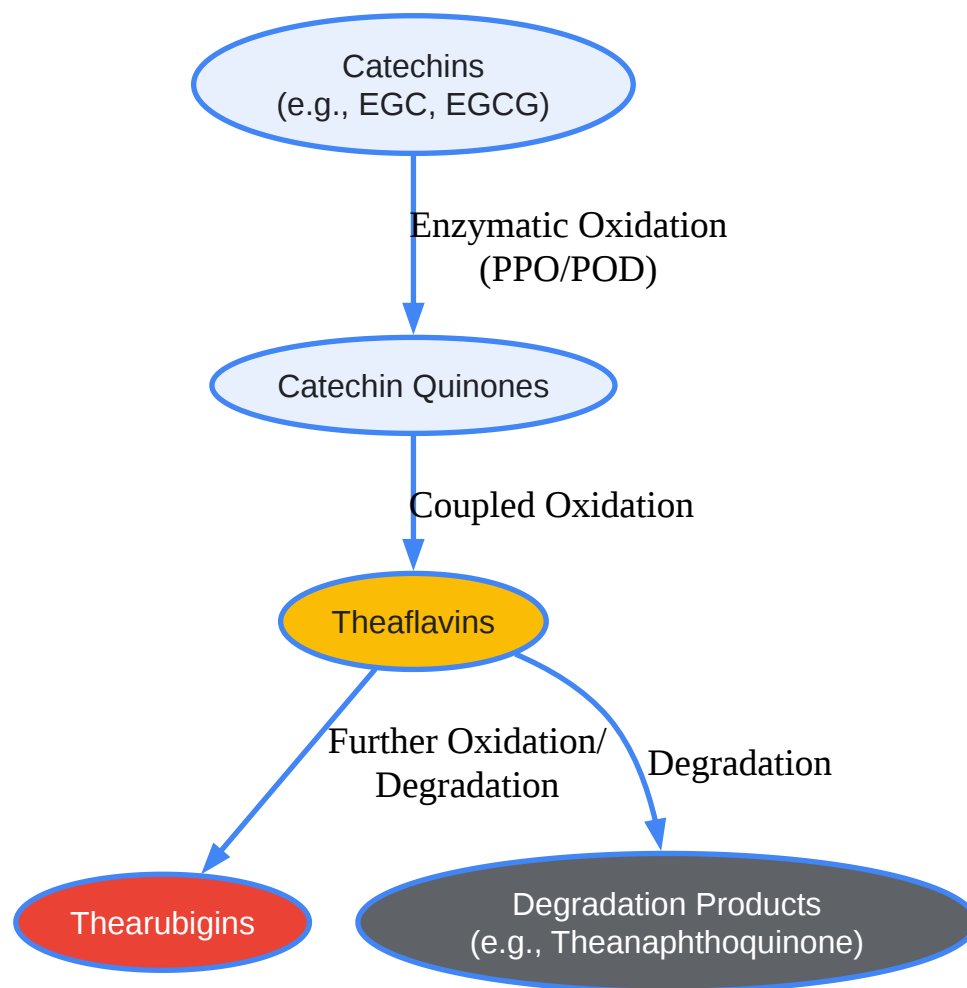 Catechins
(e.g., EGC, EGCG)
Enzymatic Oxidation
(PPO/POD)
Catechin Quinones
Coupled Oxidation
Theaflavins
Further Oxidation/
Degradation
Degradation
Thearubigins
Degradation Products
(e.g., Theanaphthoquinone)